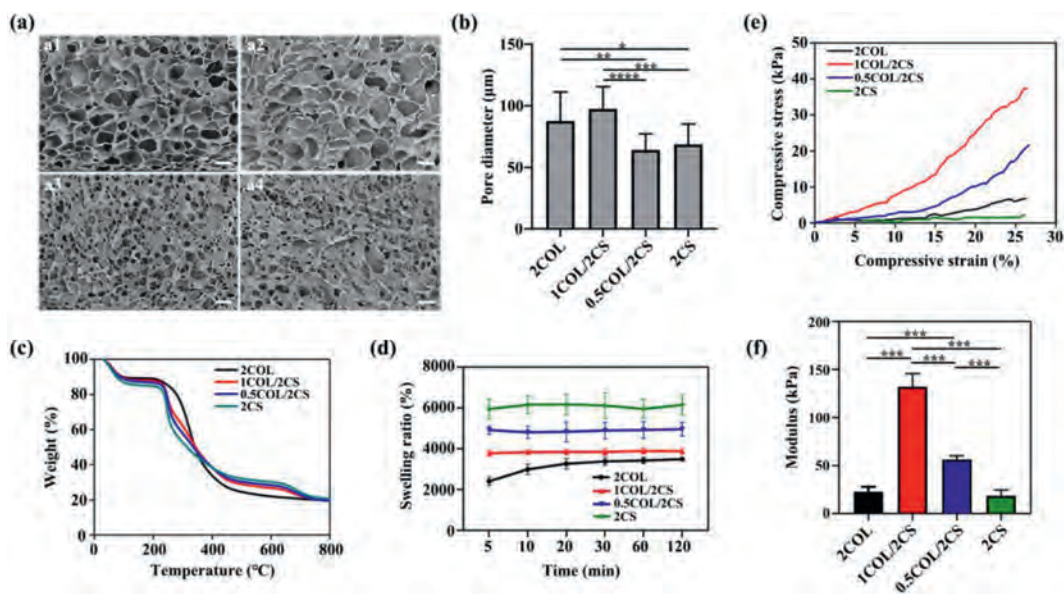 (a)
a1
a2
a3
a4
(b)
Pore diameter (μm)
150
100
50
0
*
**
***
****
2COL
1COL/2CS
0.5COL/2CS
2CS
(e)
Compressive stress (kPa)
50
40
30
20
10
0
2COL
1COL/2CS
0.5COL/2CS
2CS
0
5
10
15
20
25
30
Compressive strain (%)
(c)
Weight (%)
100
80
60
40
20
0
2COL
1COL/2CS
0.5COL/2CS
2CS
0
200
400
600
800
Temperature (°C)
(d)
Swelling ratio (%)
8000
6000
4000
2000
0
2COL
1COL/2CS
0.5COL/2CS
2CS
5
10
20
30
60
120
Time (min)
(f)
Modulus (kPa)
200
150
100
50
0
***
***
***
***
***
2COL
1COL/2CS
0.5COL/2CS
2CS